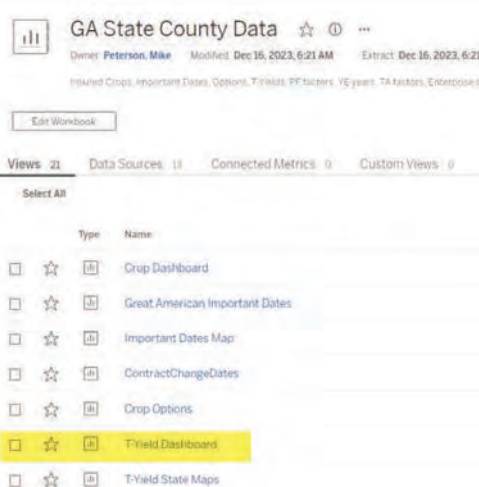 GA State County Data
Owner Peterson, Mike Modified Dec 16, 2023, 6:21 AM Extract Dec 16, 2023, 6:21
Insured Crops, Important Dates, Options, T-Yields, PF factors, YE years, TA factors, Enterprise
Edit Workbook
Views 21 Data Sources Connected Metrics 0 Custom Views 0
Select All
Type Name
Crop Dashboard
Great American Important Dates
Important Dates Map
ContractChangeDates
Crop Options
T-Yield Dashboard
T-Yield State Maps